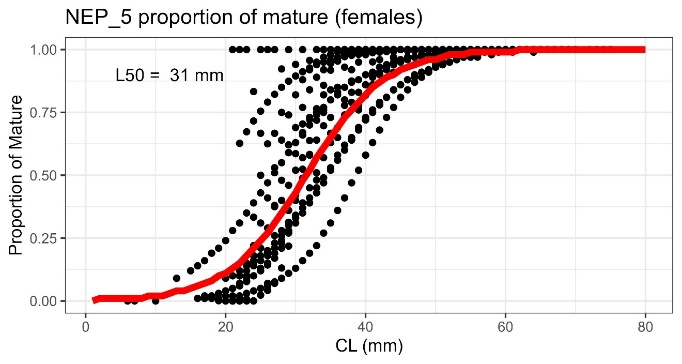 NEP_5 proportion of mature (females)
1.00
L50 =  31 mm
0.75
0.50
0.25
0.00
Proportion of Mature
0 20 40 60 80
CL (mm)